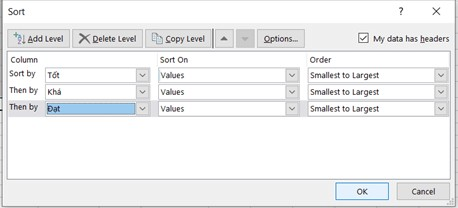 Sort ? ×
Add Level Delete Level Copy Level Options... My data has headers
Column Sort On Order
Sort by Tốt Values Smallest to Largest
Then by Khá Values Smallest to Largest
Then by Đạt Values Smallest to Largest
OK Cancel